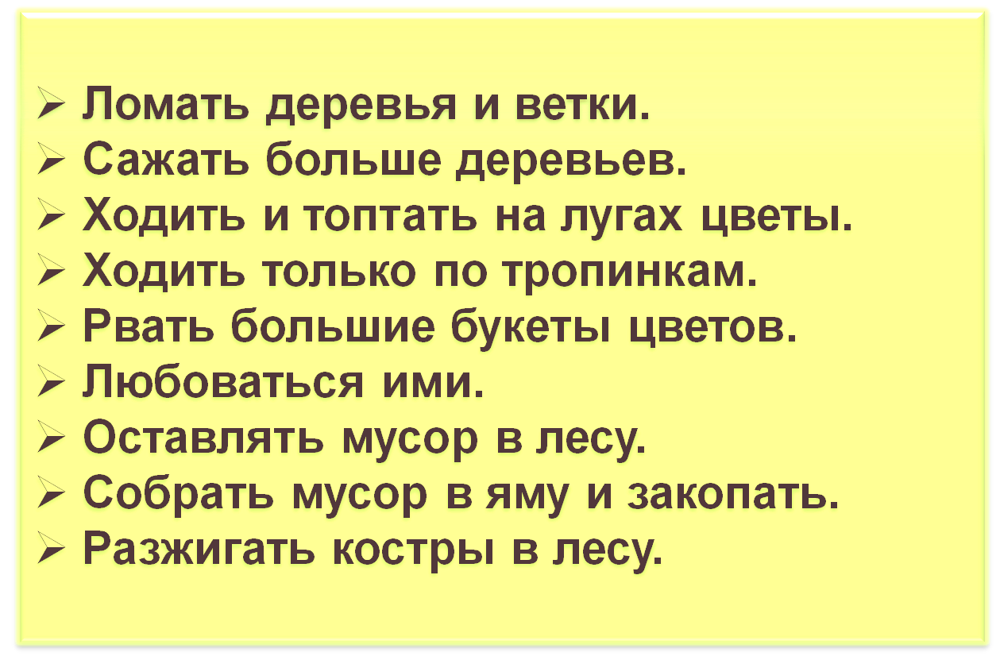 Ломать деревья и ветки.
Сажать больше деревьев.
Ходить и топтать на лугах цветы.
Ходить только по тропинкам.
Рвать большие букеты цветов.
Любоваться ими.
Оставлять мусор в лесу.
Собрать мусор в яму и закопать.
Разжигать костры в лесу.